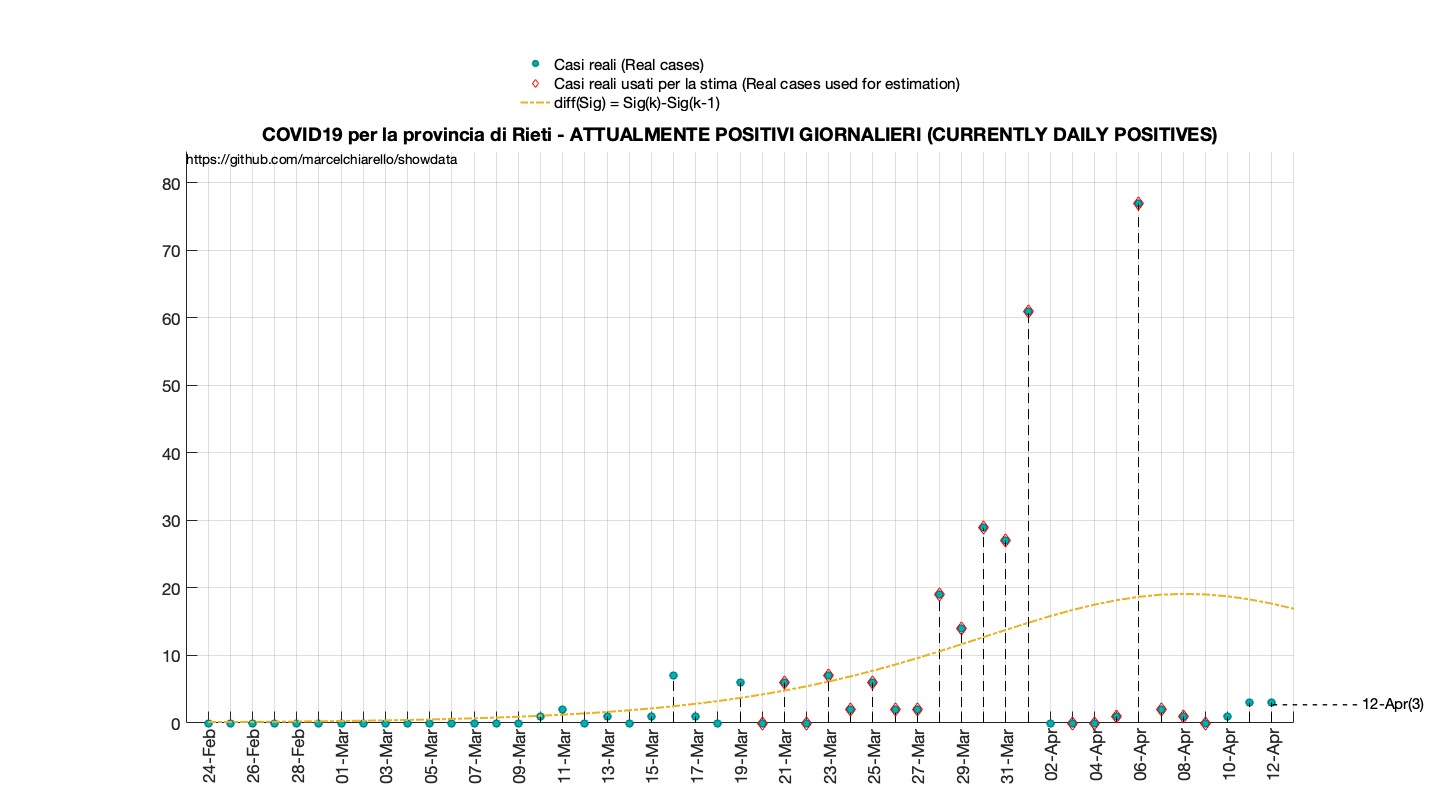 Casi reali (Real cases)
Casi reali usati per la stima (Real cases used for estimation)
diff(Sig) = Sig(k)-Sig(k-1)
COVID19 per la provincia di Rieti - ATTUALMENTE POSITIVI GIORNALIERI (CURRENTLY DAILY POSITIVES)
https://github.com/marcelchiarello/showdata
80
70
60
50
40
30
20
10
0
12-Apr(3)
24-Feb
26-Feb
28-Feb
01-Mar
03-Mar
05-Mar
07-Mar
09-Mar
11-Mar
13-Mar
15-Mar
17-Mar
19-Mar
21-Mar
23-Mar
25-Mar
27-Mar
29-Mar
31-Mar
02-Apr
04-Apr
06-Apr
08-Apr
10-Apr
12-Apr